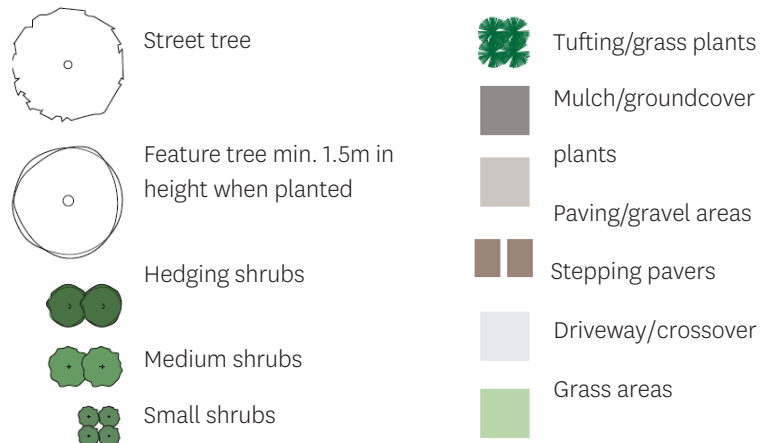 Street tree
Feature tree min. 1.5m in
height when planted
Hedging shrubs
Medium shrubs
Small shrubs
Tufting/grass plants
Mulch/groundcover
plants
Paving/gravel areas
Stepping pavers
Driveway/crossover
Grass areas